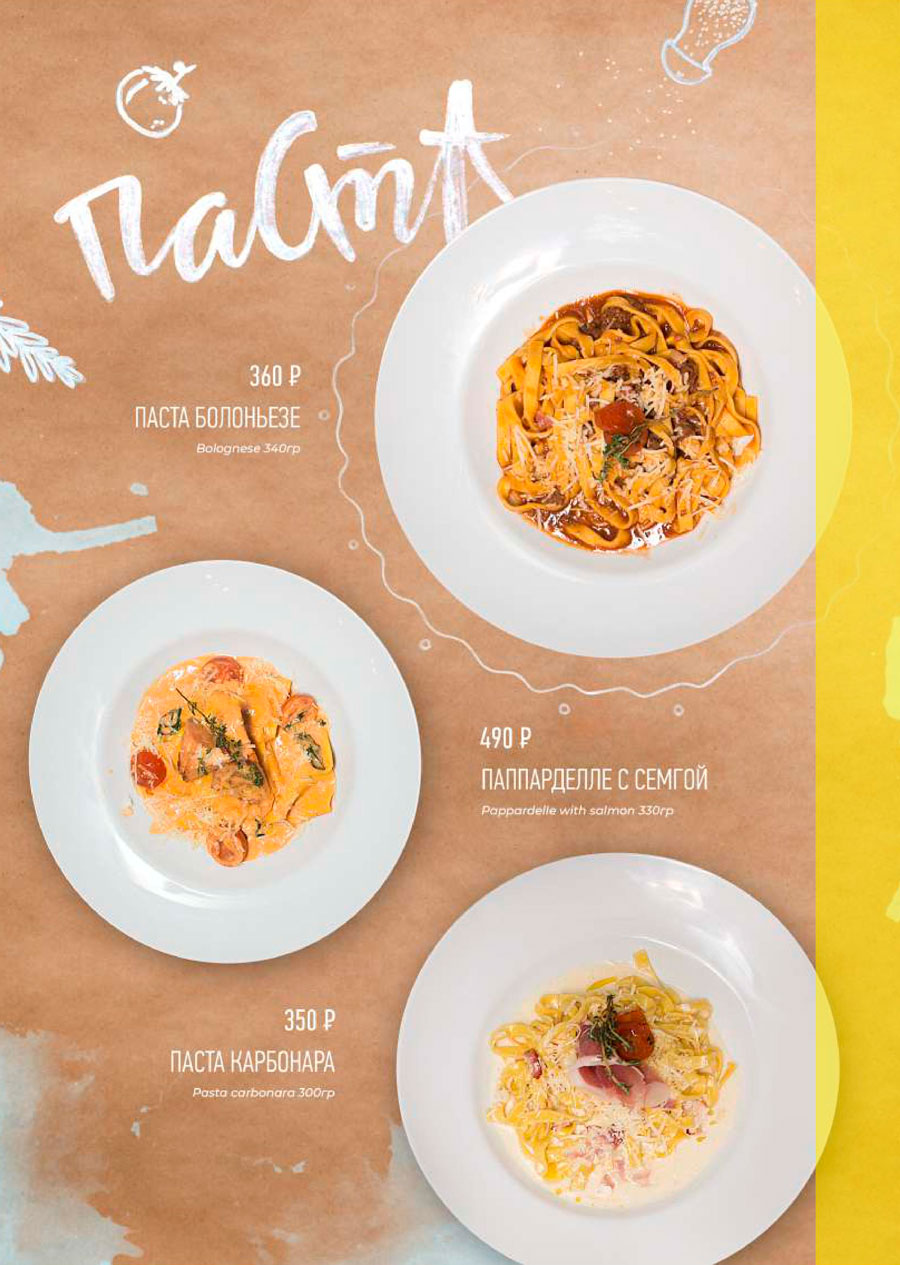 Паста
360 ₽
ПАСТА БОЛОНЬЕЗЕ
Bolognese 340гр
490 ₽
ПАППАРДЕЛЛЕ С СЕМГОЙ
Pappardelle with salmon 330гр
350 ₽
ПАСТА КАРБОНАРА
Pasta carbonara 300гр